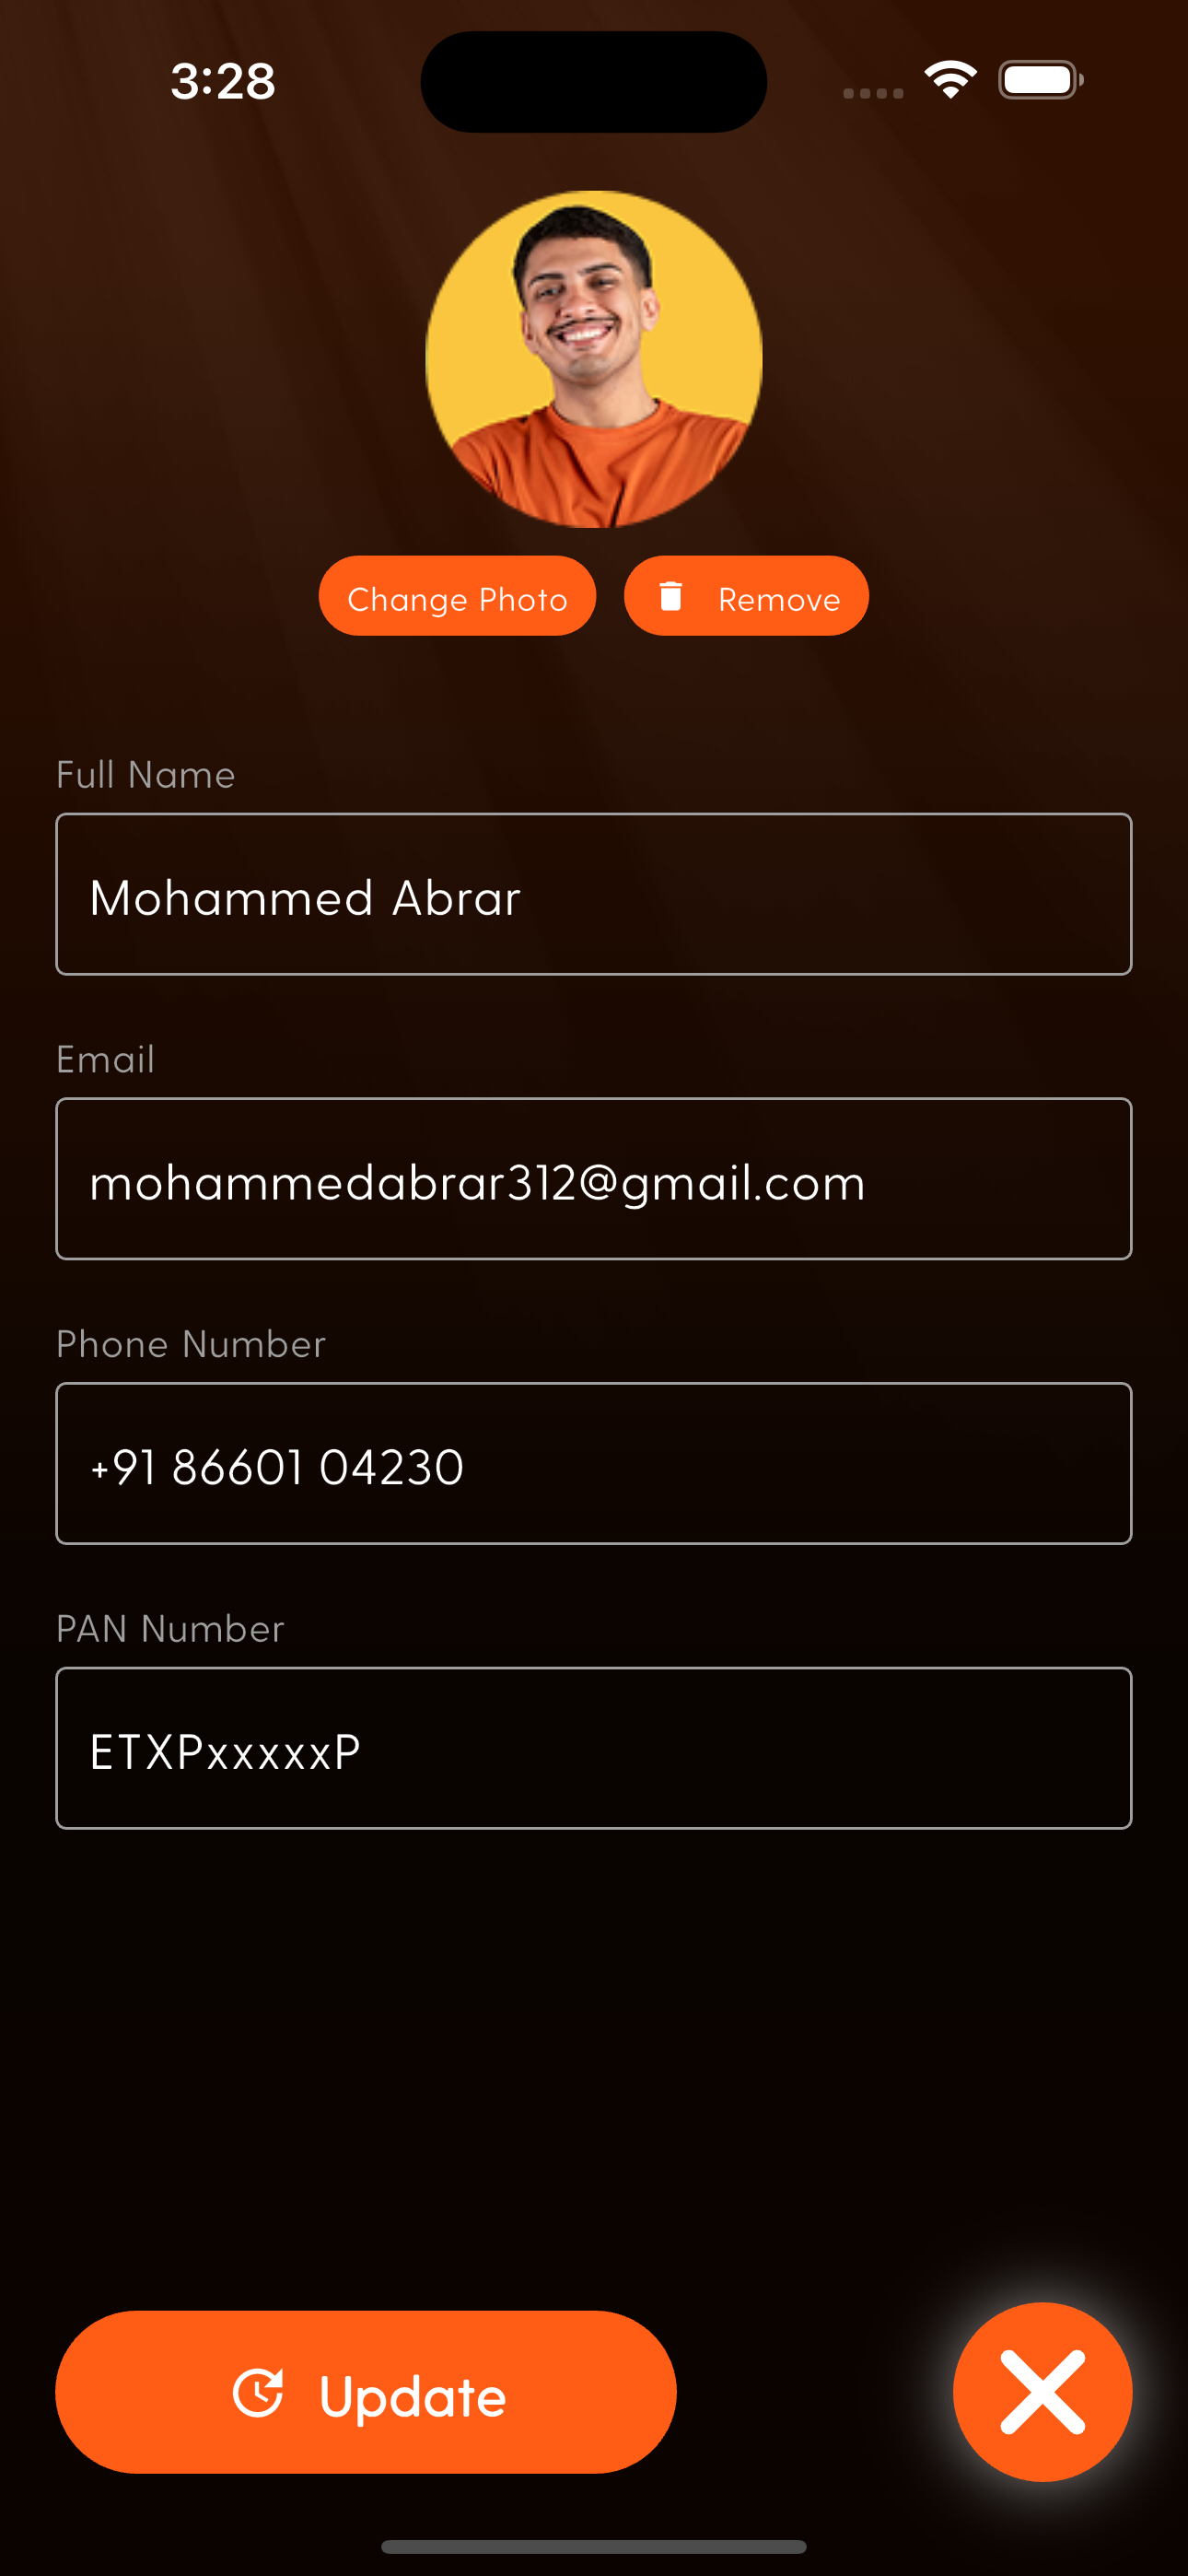 3:28
Change Photo
Remove
Full Name
Mohammed Abrar
Email
mohammedabrar312@gmail.com
Phone Number
+91 86601 04230
PAN Number
ETXPxxxxxP
Update